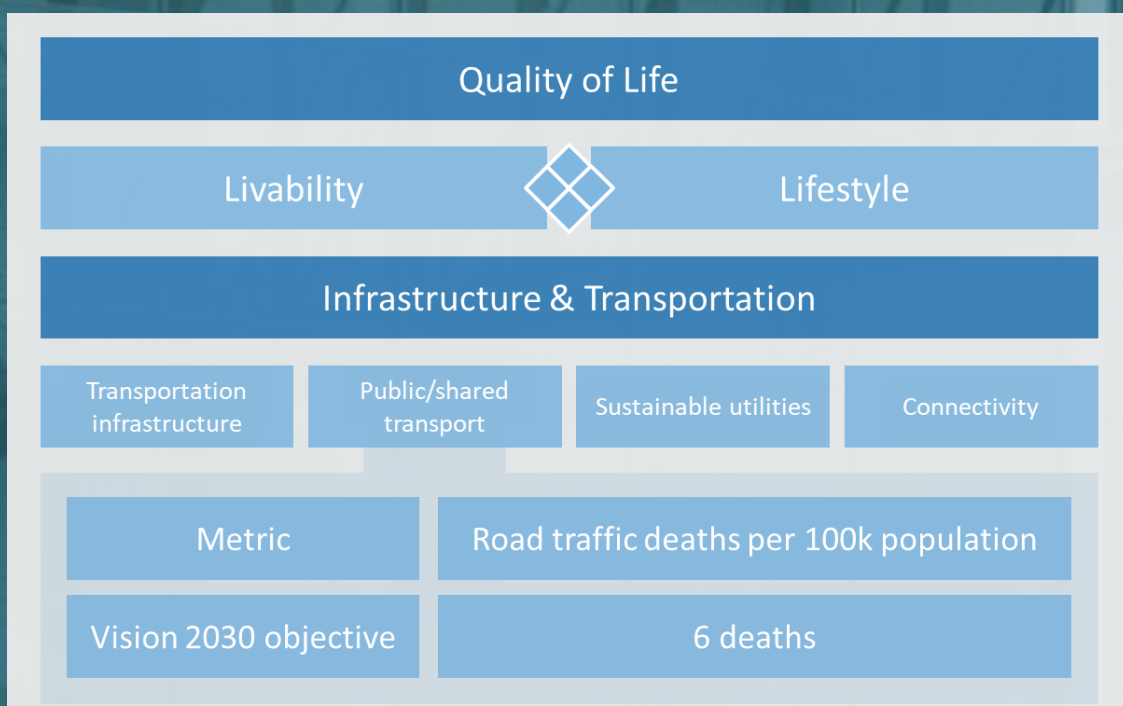 Quality of Life
Livability
Lifestyle
Infrastructure & Transportation
Transportation
infrastructure
Public/shared
transport
Sustainable utilities
Connectivity
Metric
Road traffic deaths per 100k population
Vision 2030 objective
6 deaths